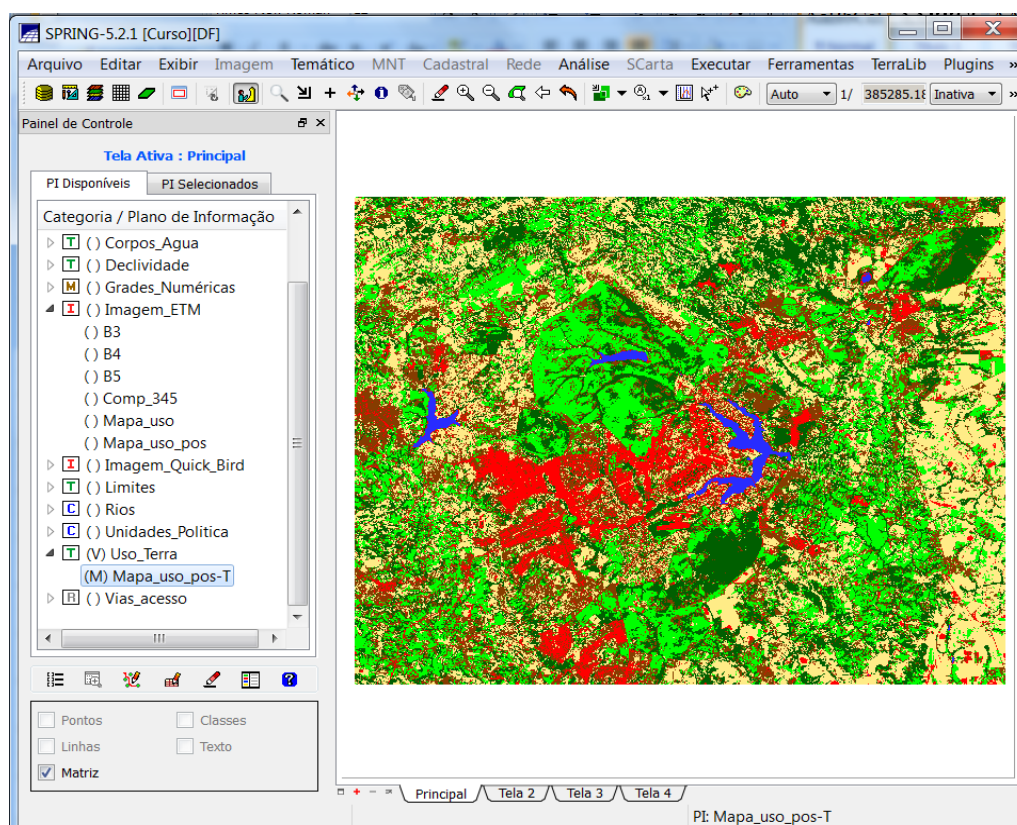 SPRING-5.2.1 [Curso][DF]
Arquivo Editar Exibir Imagem Temático MNT Cadastral Rede Análise SCarta Executar Ferramentas TerraLib Plugins »
Auto 1/ 385285.18 Inativa »
Painel de Controle
Tela Ativa : Principal
PI Disponíveis PI Selecionados
Categoria / Plano de Informação
T ( ) Corpos_Agua
T ( ) Declividade
M ( ) Grades_Numéricas
I ( ) Imagem_ETM
( ) B3
( ) B4
( ) B5
( ) Comp_345
( ) Mapa_uso
( ) Mapa_uso_pos
I ( ) Imagem_Quick_Bird
T ( ) Limites
C ( ) Rios
C ( ) Unidades_Politica
T (V) Uso_Terra
(M) Mapa_uso_pos-T
R ( ) Vias_acesso
Pontos Classes
Linhas Texto
Matriz
Principal Tela 2 Tela 3 Tela 4
PI: Mapa_uso_pos-T